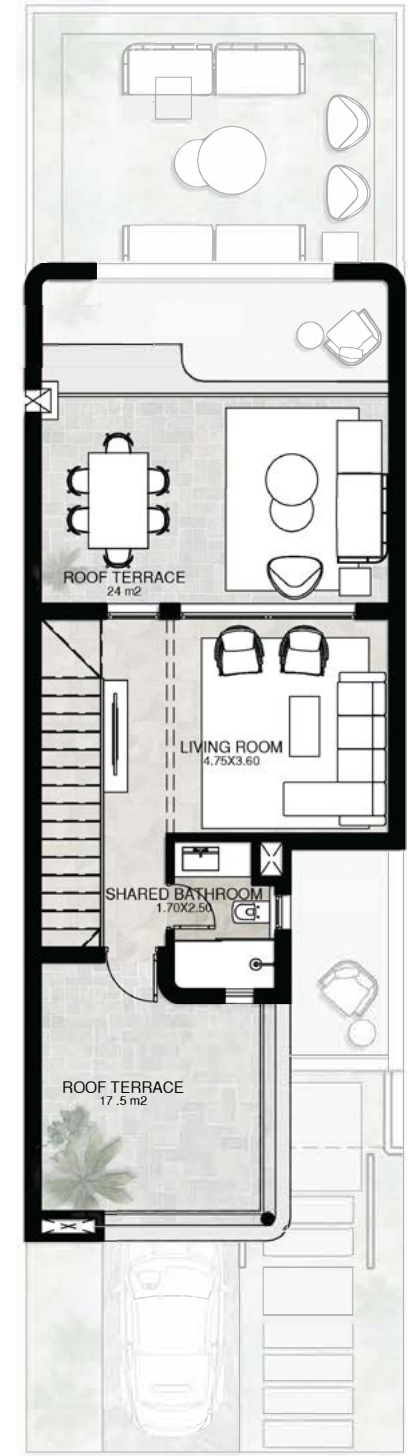 ROOF TERRACE
24 m2
LIVING ROOM
4.75X3.60
SHARED BATHROOM
1.70X2.50
ROOF TERRACE
17 .5 m2